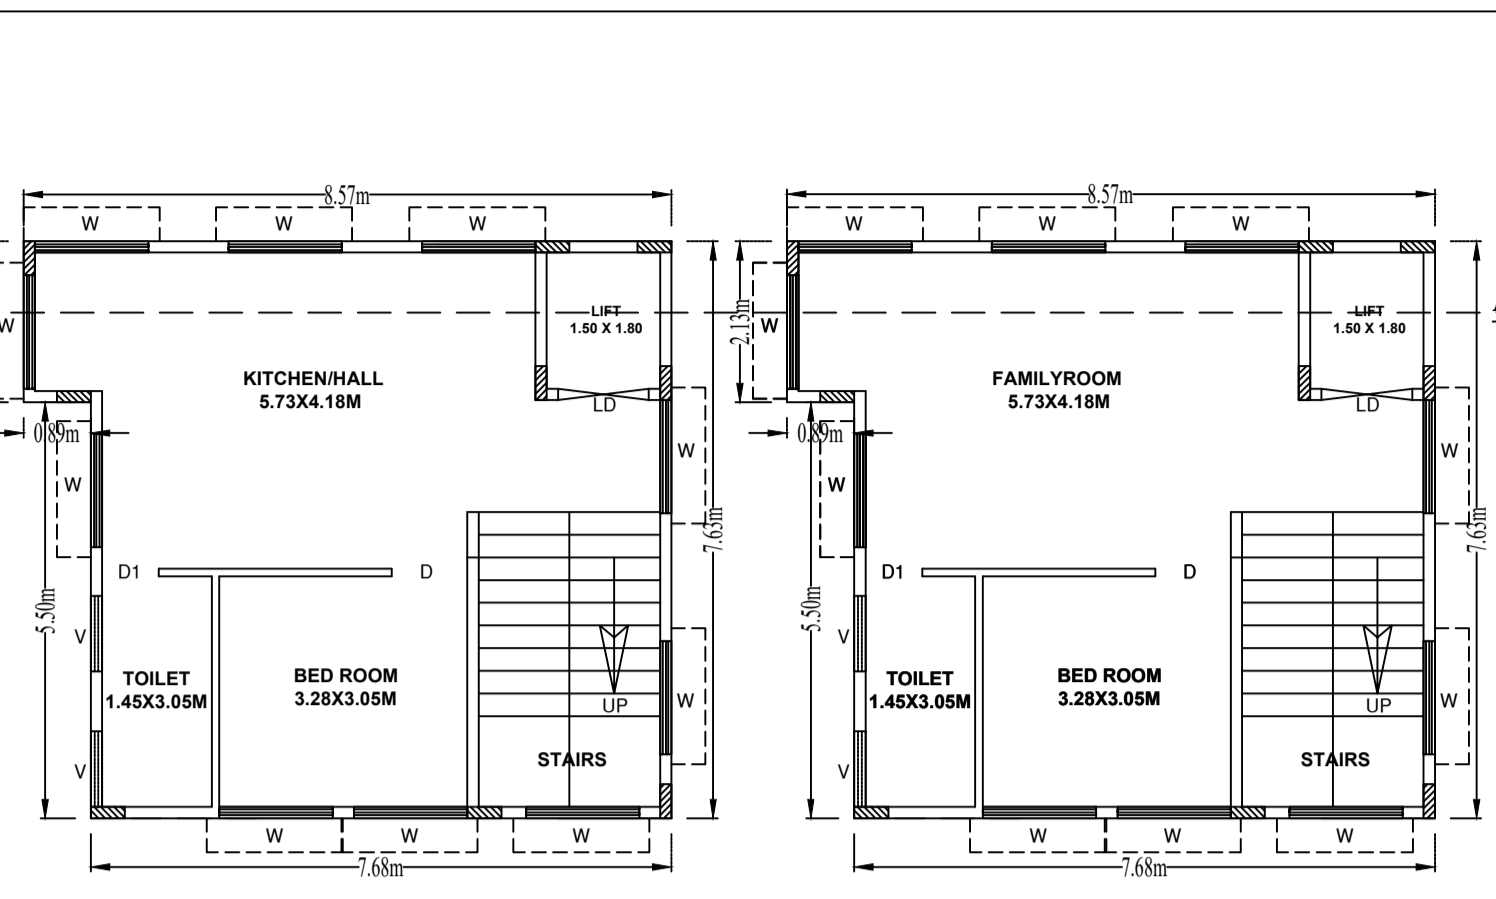 8.57m
W
W
W
W
LIFT
1.50 X 1.80
KITCHEN/HALL
5.73X4.18M
LD
0.89m
W
W
7.63m
D1
D
5.50m
V
TOILET
1.45X3.05M
BED ROOM
3.28X3.05M
UP
W
STAIRS
V
W
W
W
7.68m
8.57m
W
W
W
2.13m
W
LIFT
1.50 X 1.80
FAMILYROOM
5.73X4.18M
LD
0.89m
W
W
7.63m
D1
D
5.50m
V
TOILET
1.45X3.05M
BED ROOM
3.28X3.05M
UP
W
STAIRS
V
W
W
W
7.68m